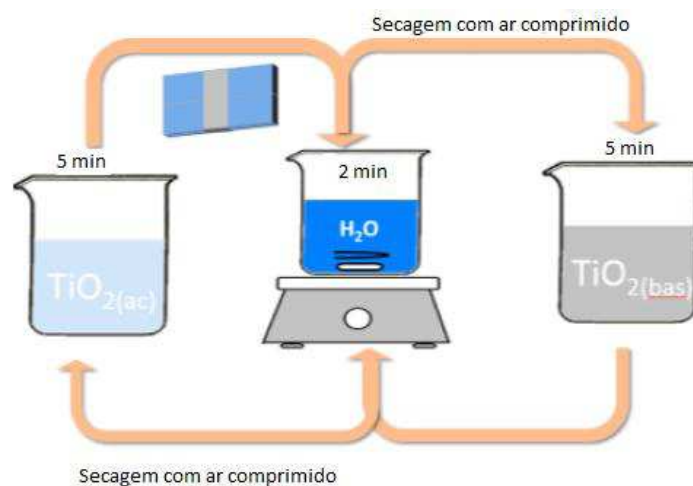 Secagem com ar comprimido
5 min
2 min
5 min
H₂O
TiO₂(ac)
TiO₂(bas)
Secagem com ar comprimido